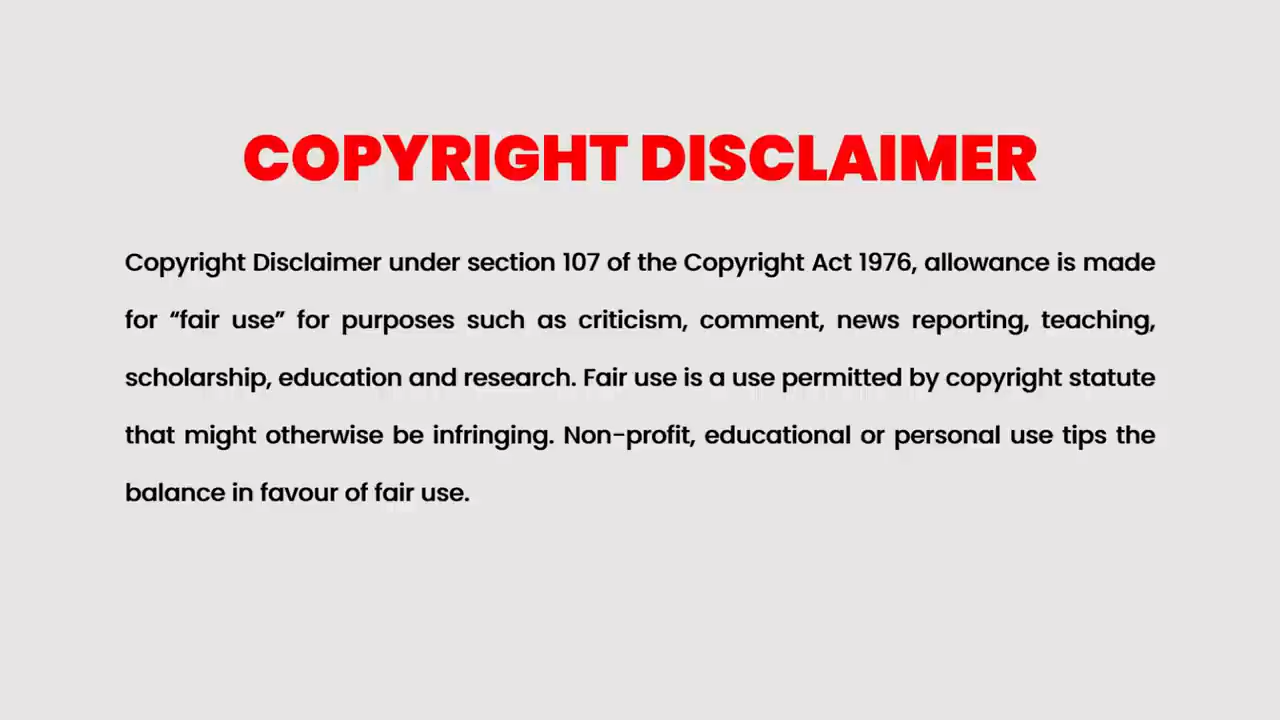 COPYRIGHT DISCLAIMER
Copyright Disclaimer under section 107 of the Copyright Act 1976, allowance is made
for “fair use” for purposes such as criticism, comment, news reporting, teaching,
scholarship, education and research. Fair use is a use permitted by copyright statute
that might otherwise be infringing. Non-profit, educational or personal use tips the
balance in favour of fair use.